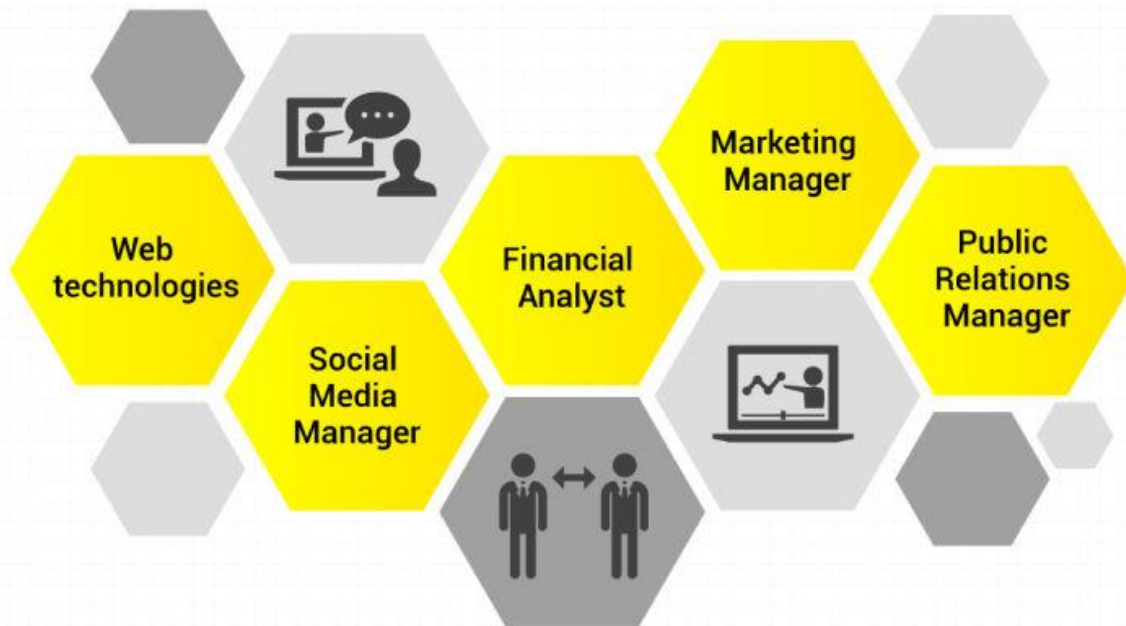 Web
technologies
Social
Media
Manager
Financial
Analyst
Marketing
Manager
Public
Relations
Manager